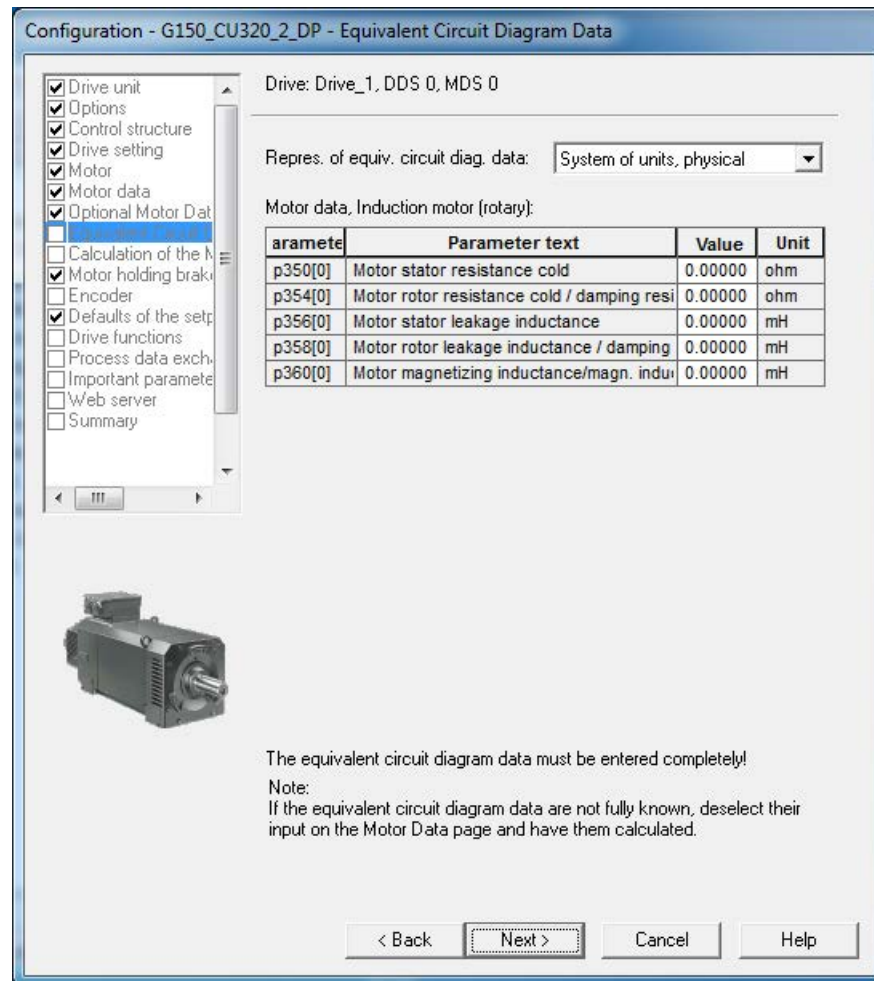 Configuration - G150_CU320_2_DP - Equivalent Circuit Diagram Data
Drive unit
Options
Control structure
Drive setting
Motor
Motor data
Optional Motor Dat
Calculation of the M
Motor holding brak
Encoder
Defaults of the setp
Drive functions
Process data exch
Important paramete
Web server
Summary
Drive: Drive_1, DDS 0, MDS 0
Repres. of equiv. circuit diag. data: System of units, physical
Motor data, Induction motor (rotary):
aramete Parameter text Value Unit
p350[0] Motor stator resistance cold 0.00000 ohm
p354[0] Motor rotor resistance cold / damping resi 0.00000 ohm
p356[0] Motor stator leakage inductance 0.00000 mH
p358[0] Motor rotor leakage inductance / damping 0.00000 mH
p360[0] Motor magnetizing inductance/magn. indu 0.00000 mH
The equivalent circuit diagram data must be entered completely!
Note:
If the equivalent circuit diagram data are not fully known, deselect their
input on the Motor Data page and have them calculated.
< Back Next > Cancel Help